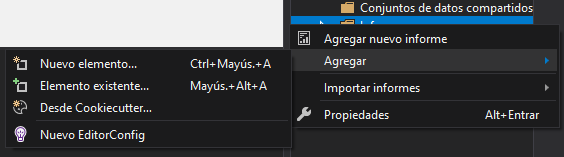 Conjuntos de datos compartidos
Agregar nuevo informe
Agregar
Nuevo elemento... Ctrl+Mayús.+A
Elemento existente... Mayús.+Alt+A
Desde Cookiecutter...
Nuevo EditorConfig
Importar informes
Propiedades Alt+Entrar